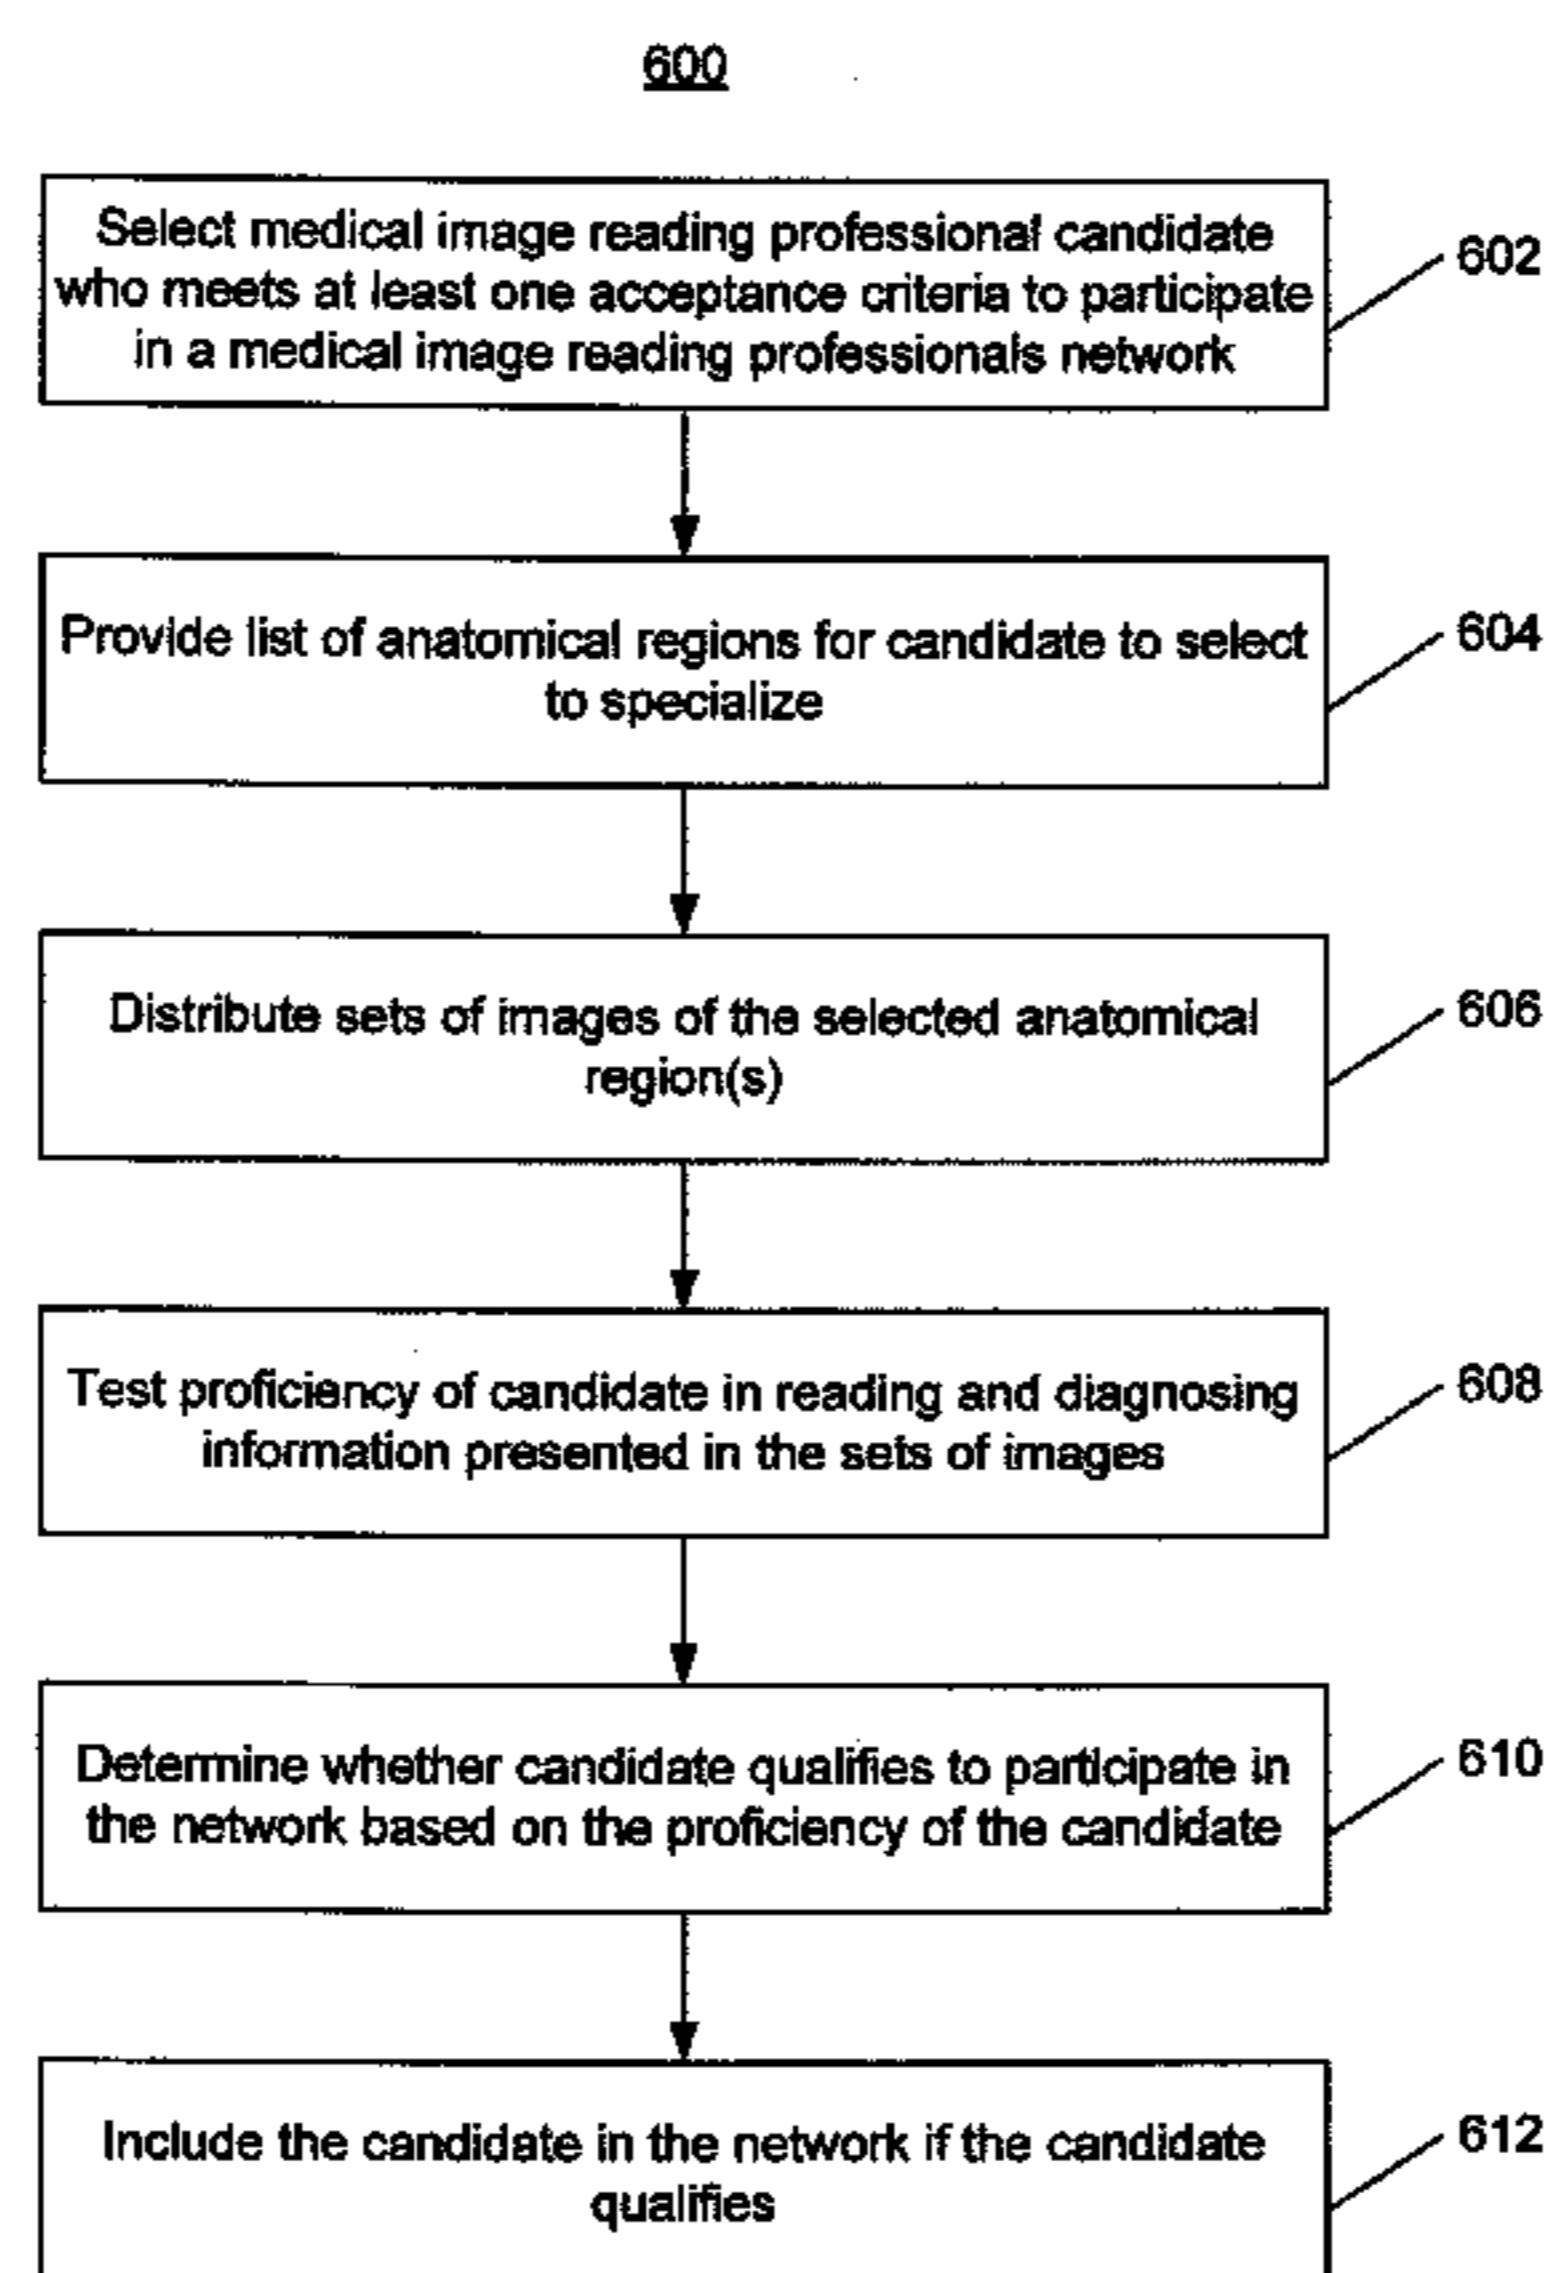 600
Select medical image reading professional candidate
who meets at least one acceptance criteria to participate
in a medical image reading professionals network
602
Provide list of anatomical regions for candidate to select
to specialize
604
Distribute sets of images of the selected anatomical
region(s)
606
Test proficiency of candidate in reading and diagnosing
information presented in the sets of images
608
Determine whether candidate qualifies to participate in
the network based on the proficiency of the candidate
610
Include the candidate in the network if the candidate
qualifies
612